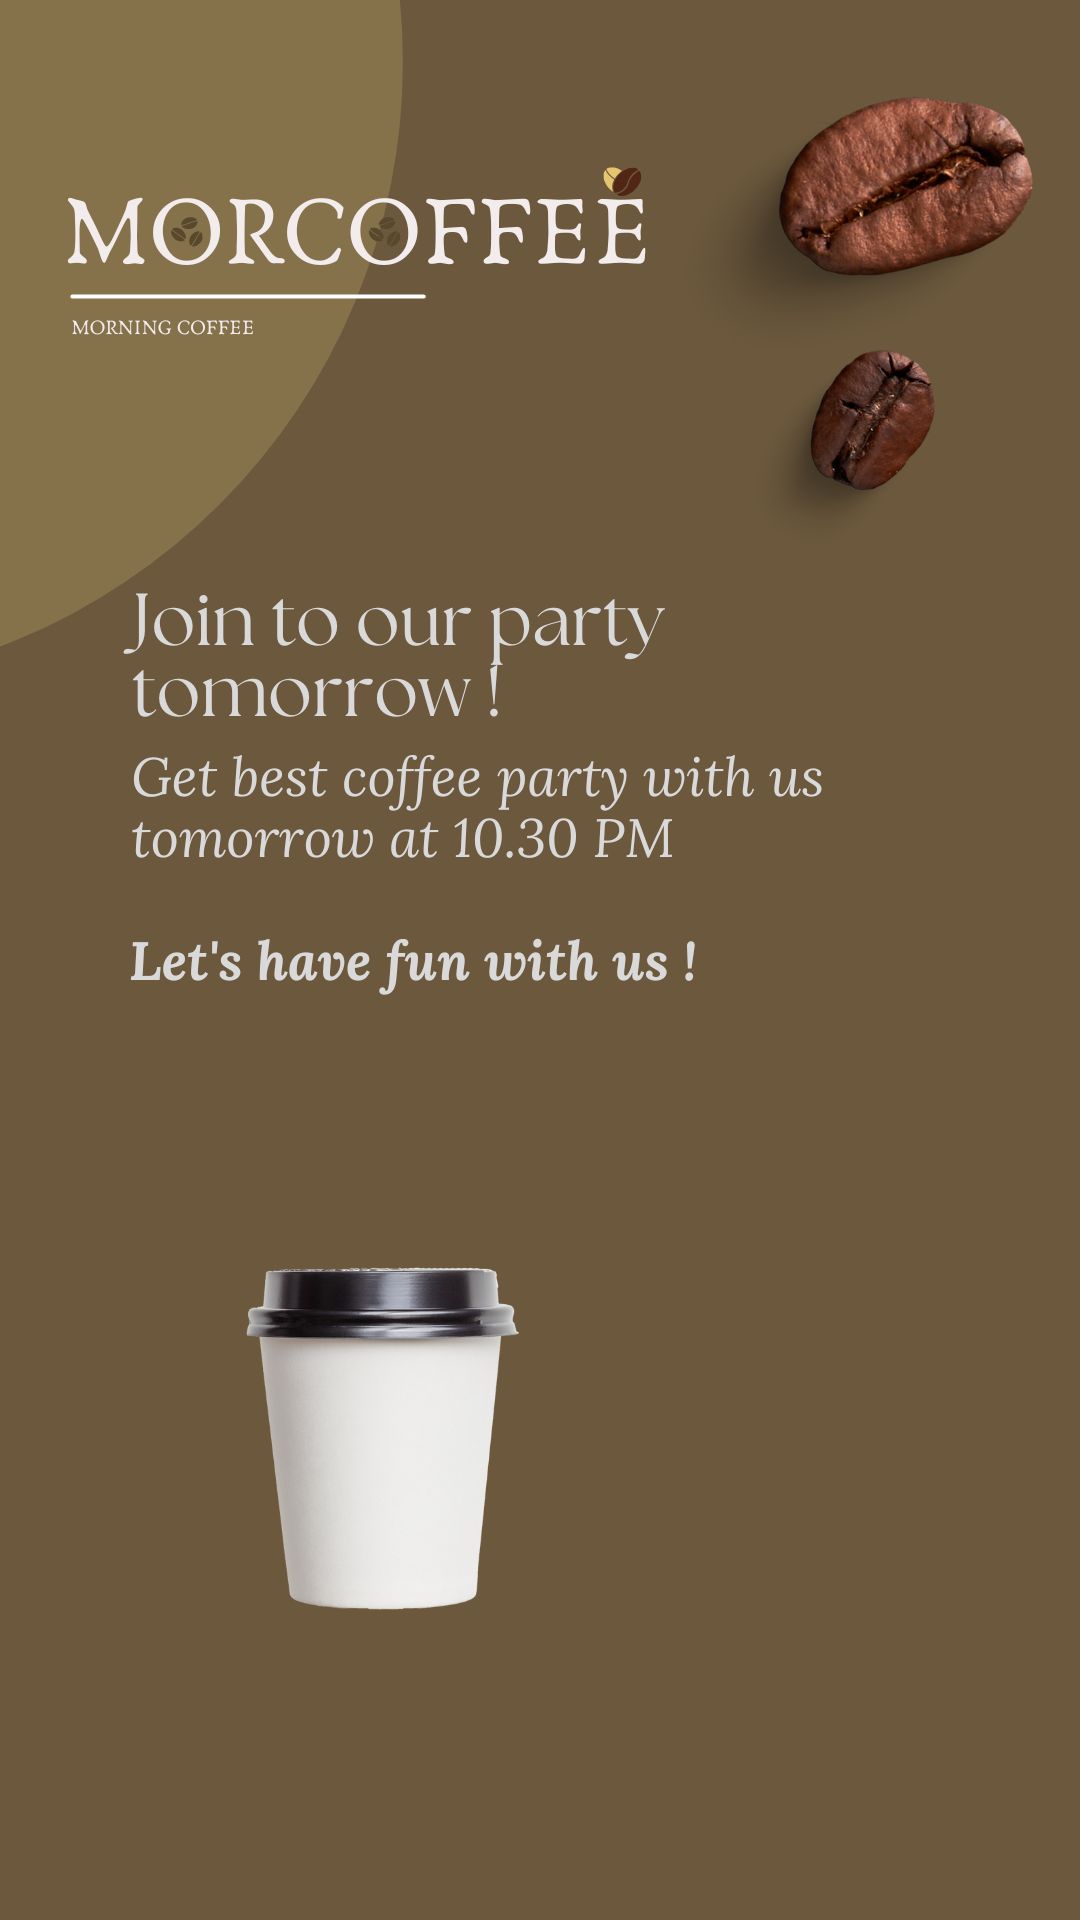 MORCOFFEE
MORNING COFFEE
Join to our party
tomorrow !
Get best coffee party with us
tomorrow at 10.30 PM
Let's have fun with us !